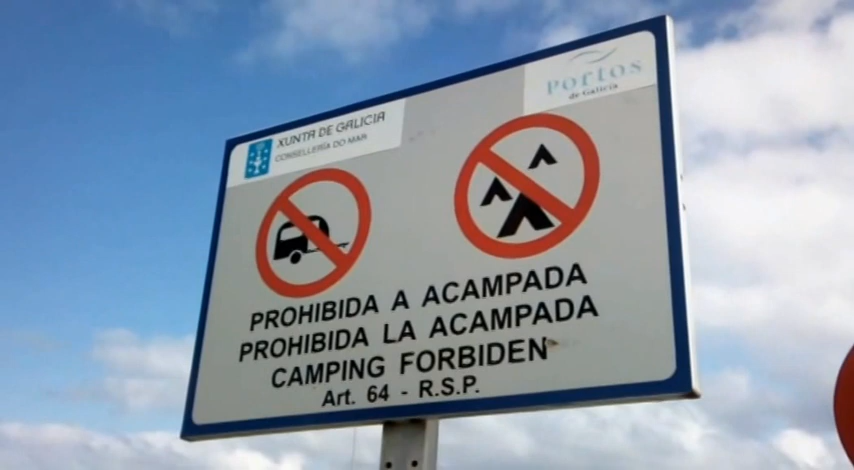 XUNTA DE GALICIA
CONSELLERÍA DO MAR
Portos
de Galicia
PROHIBIDA A ACAMPADA
PROHIBIDA LA ACAMPADA
CAMPING FORBIDEN
Art. 64 - R.S.P.